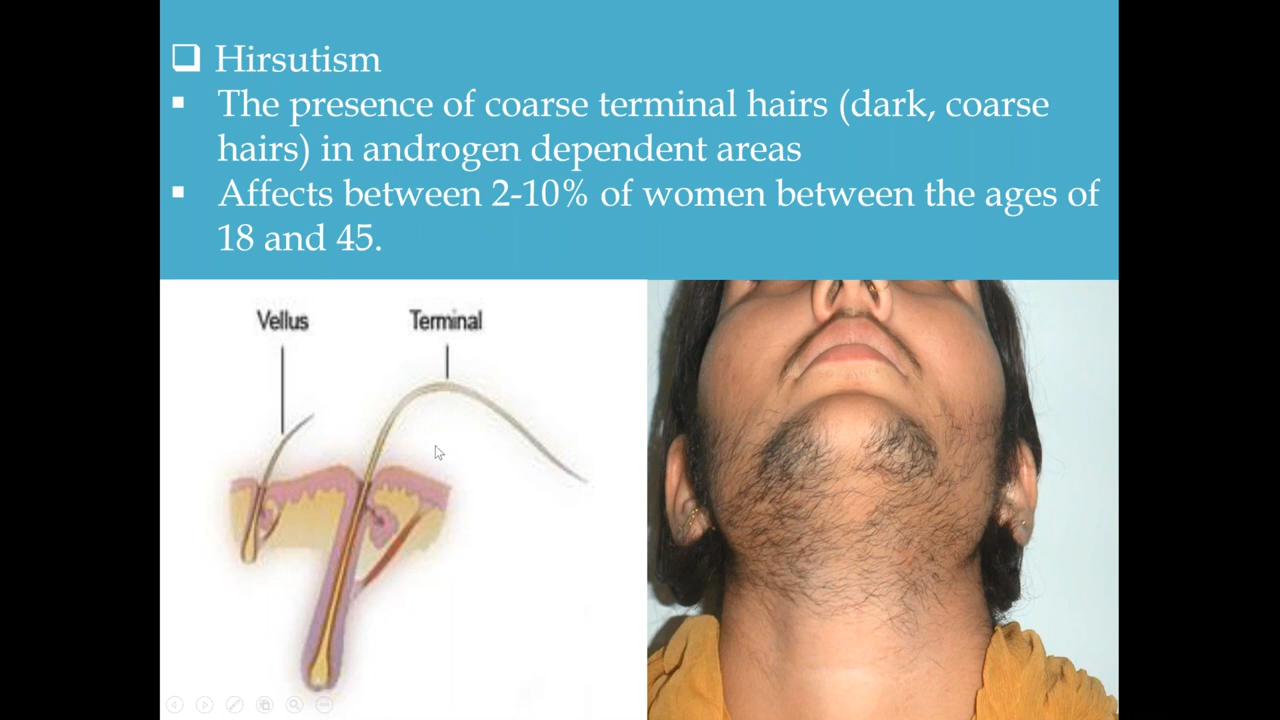 Hirsutism
The presence of coarse terminal hairs (dark, coarse
hairs) in androgen dependent areas
Affects between 2-10% of women between the ages of
18 and 45.
Vellus
Terminal